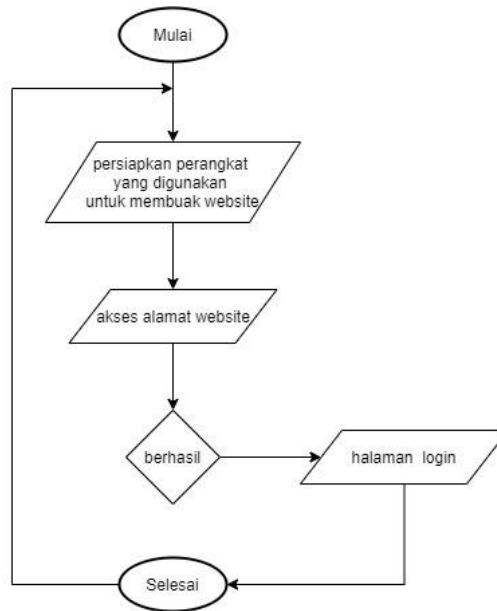 Mulai
persiapkan perangkat
yang digunakan
untuk membuak website
akses alamat website
berhasil
halaman login
Selesai